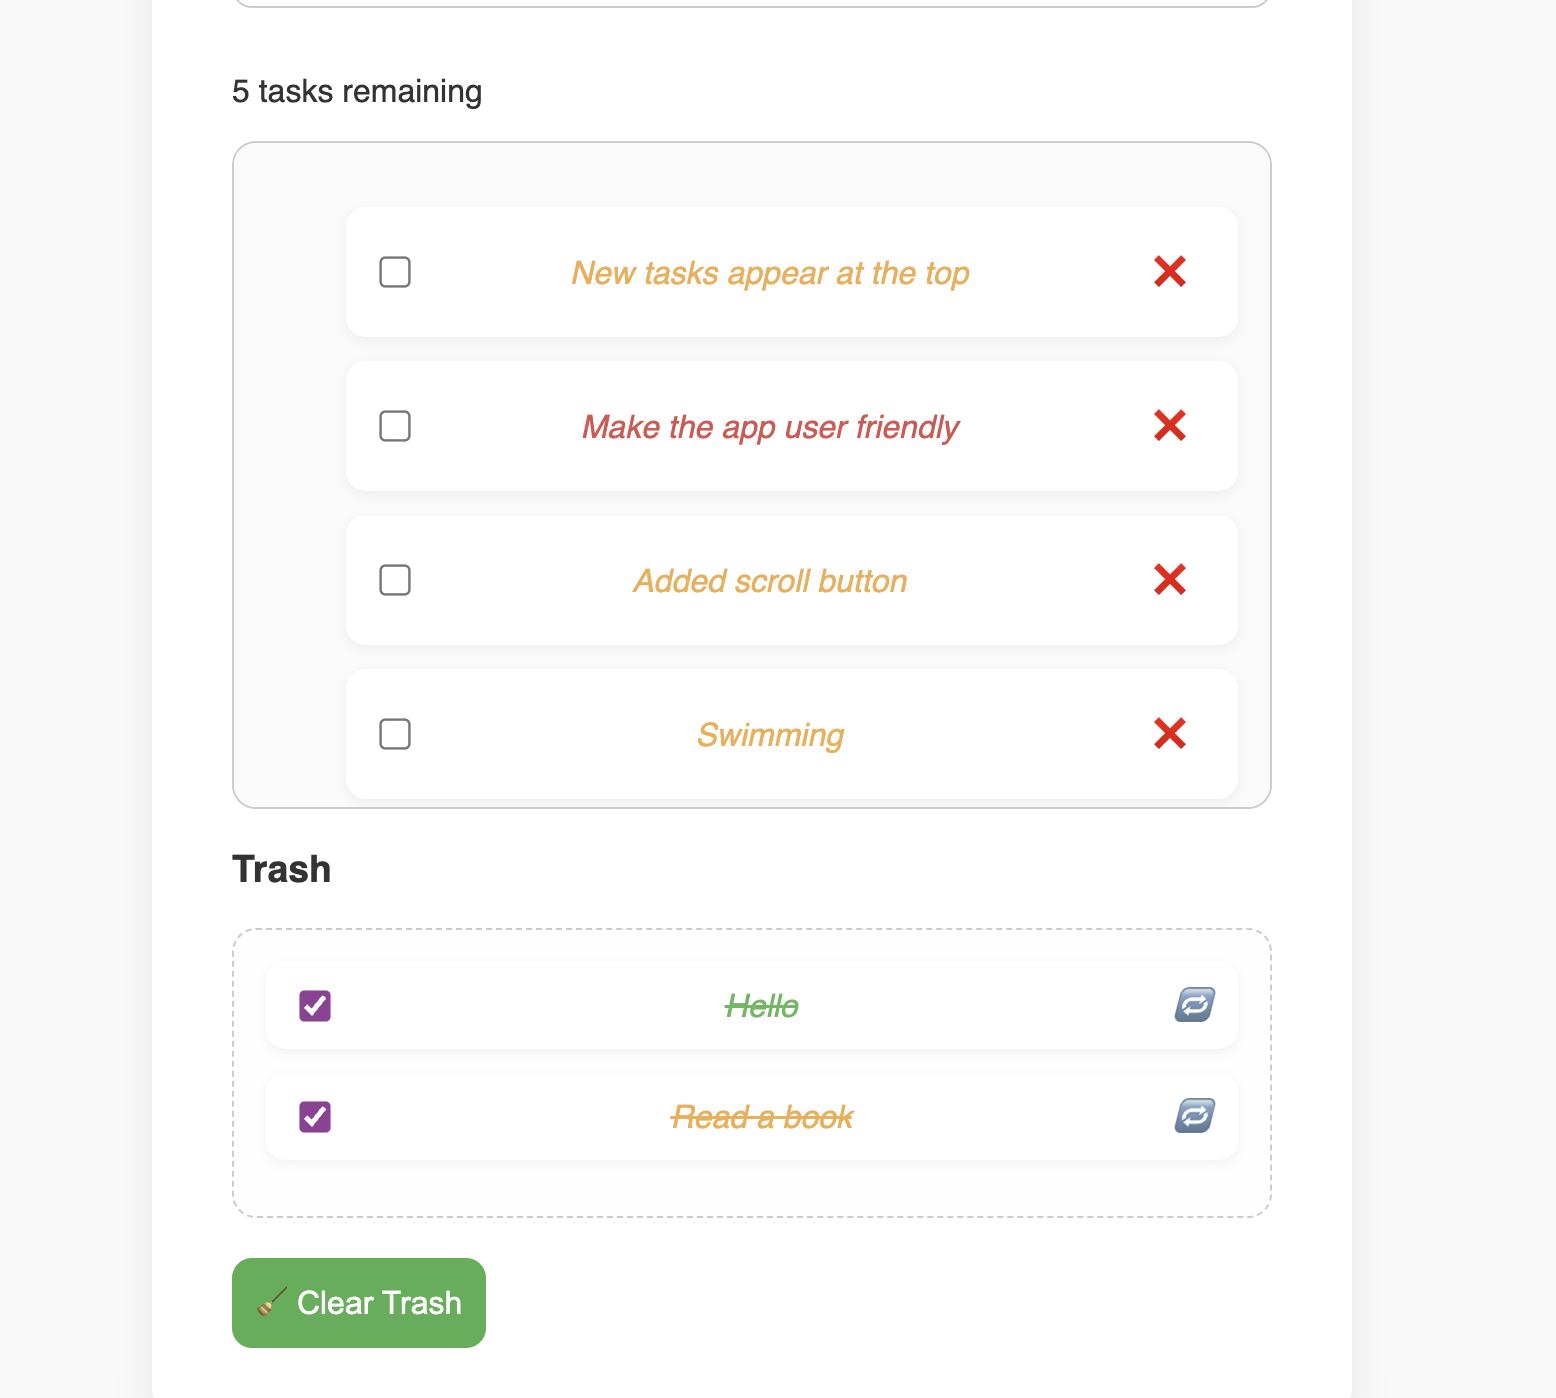 5 tasks remaining
New tasks appear at the top
Make the app user friendly
Added scroll button
Swimming
Trash
Hello
Read a book
Clear Trash